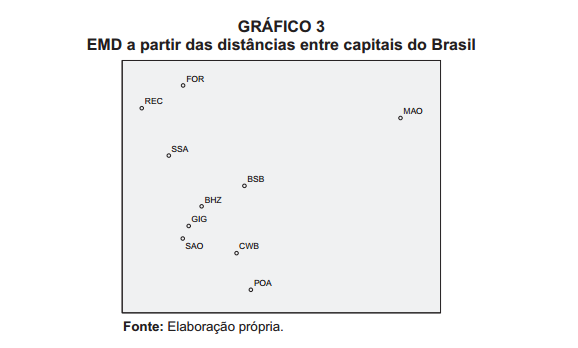 GRÁFICO 3
EMD a partir das distâncias entre capitais do Brasil
FOR
REC
MAO
SSA
BSB
BHZ
GIG
SAO
CWB
POA
Fonte: Elaboração própria.